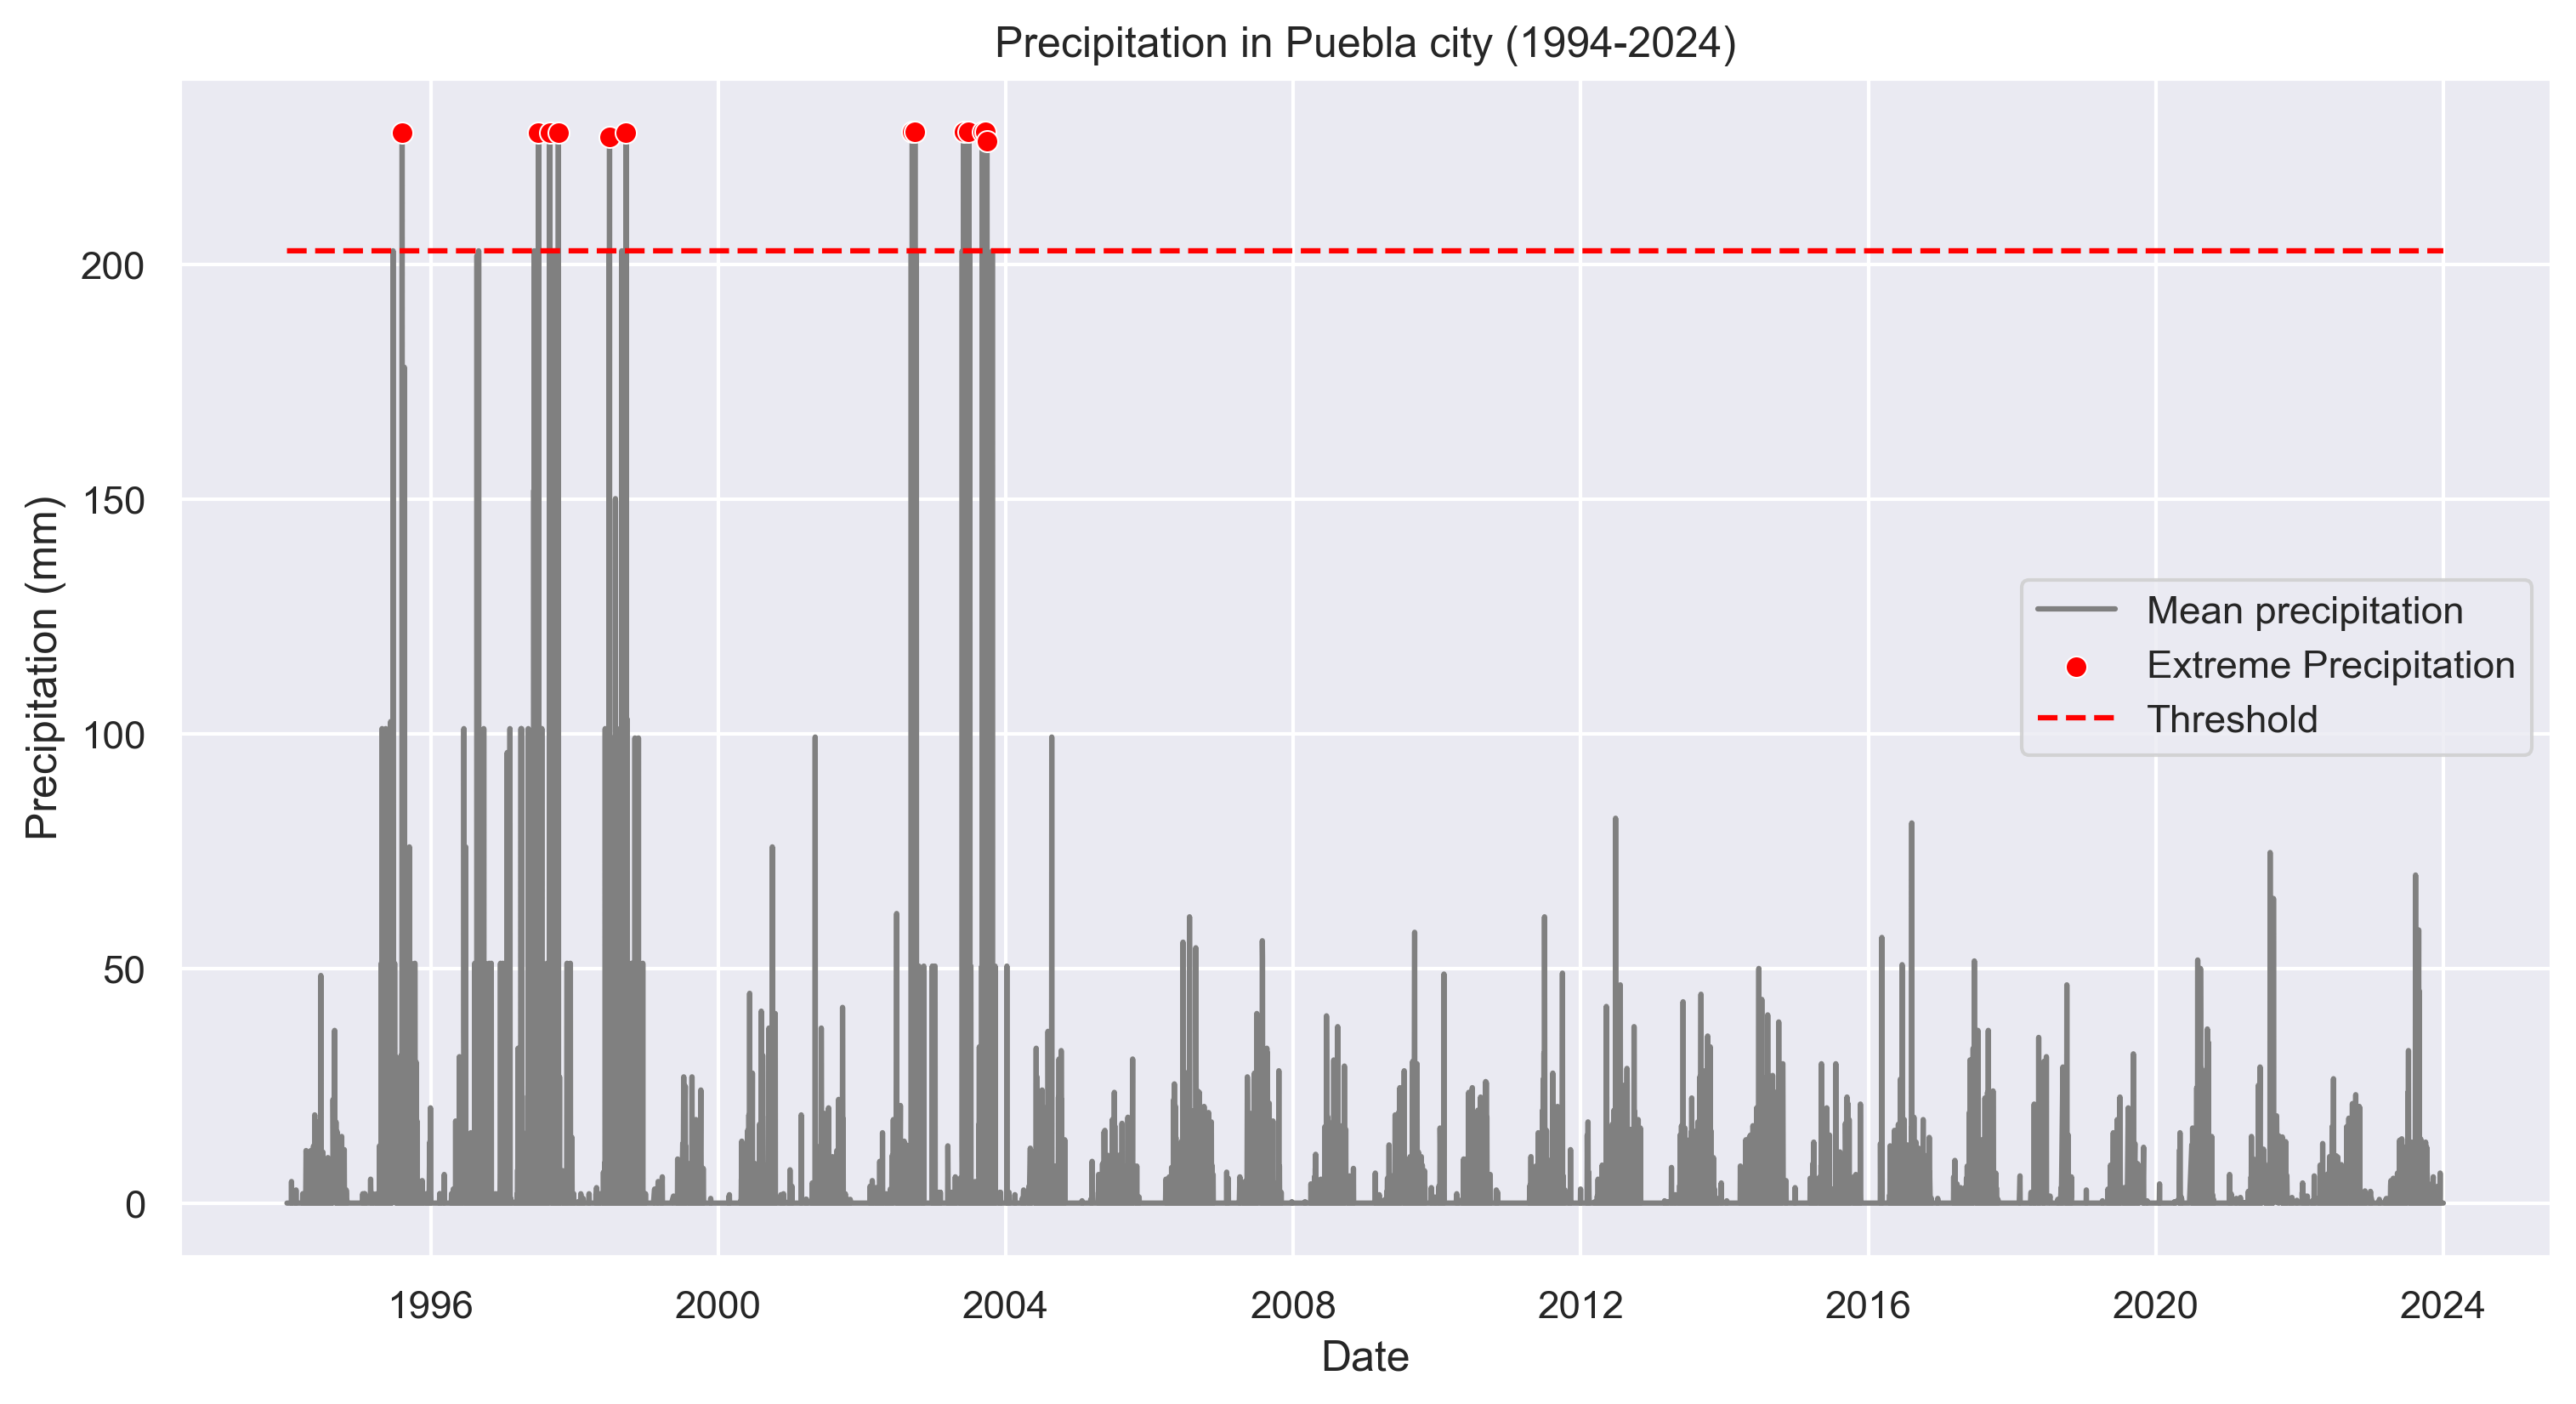 Precipitation in Puebla city (1994-2024)
Precipitation (mm)
200
150
100
50
0
Mean precipitation
Extreme Precipitation
Threshold
1996 2000 2004 2008 2012 2016 2020 2024
Date